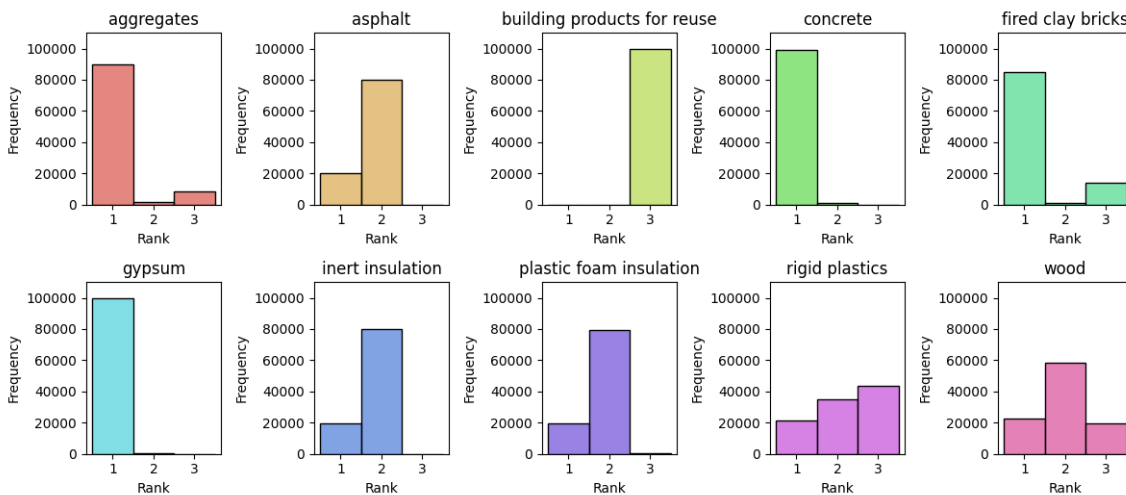 aggregates
asphalt
building products for reuse
concrete
fired clay bricks
100000
80000
60000
40000
20000
0
Frequency
1 2 3
Rank
100000
80000
60000
40000
20000
0
Frequency
1 2 3
Rank
100000
80000
60000
40000
20000
0
Frequency
1 2 3
Rank
100000
80000
60000
40000
20000
0
Frequency
1 2 3
Rank
100000
80000
60000
40000
20000
0
Frequency
1 2 3
Rank
gypsum
inert insulation
plastic foam insulation
rigid plastics
wood
100000
80000
60000
40000
20000
0
Frequency
1 2 3
Rank
100000
80000
60000
40000
20000
0
Frequency
1 2 3
Rank
100000
80000
60000
40000
20000
0
Frequency
1 2 3
Rank
100000
80000
60000
40000
20000
0
Frequency
1 2 3
Rank
100000
80000
60000
40000
20000
0
Frequency
1 2 3
Rank